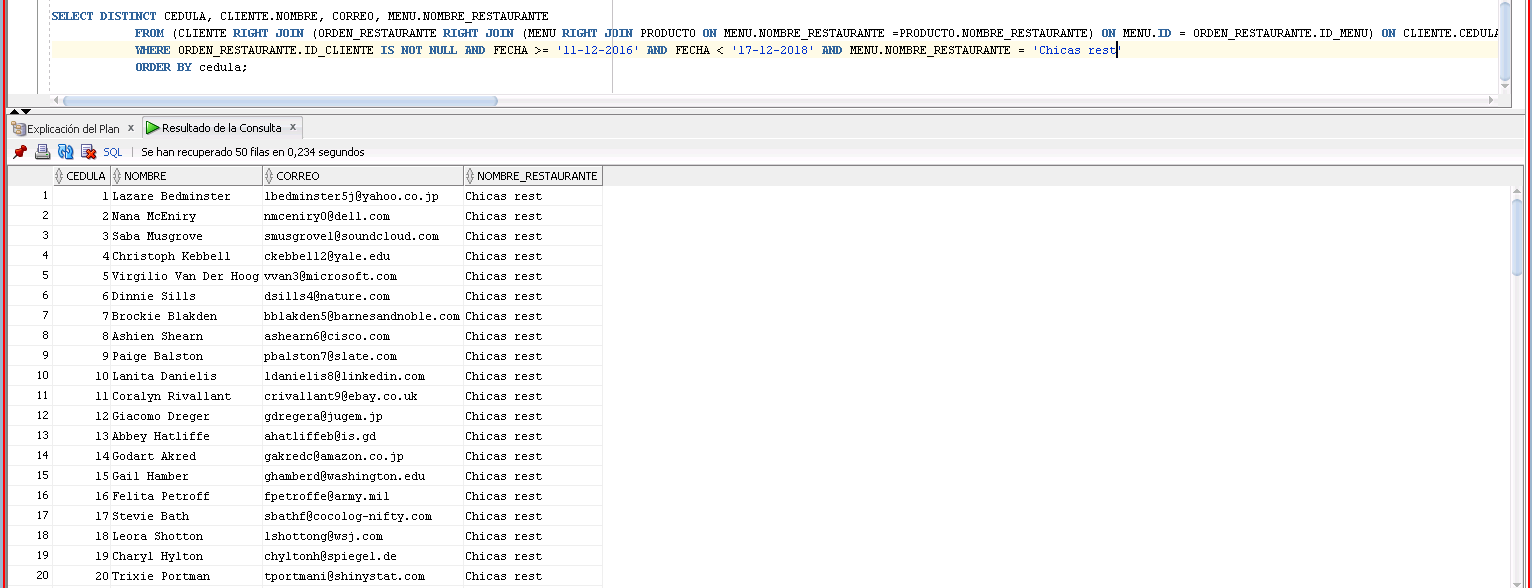 SELECT DISTINCT CEDULA, CLIENTE.NOMBRE, CORREO, MENU.NOMBRE_RESTAURANTE
FROM (CLIENTE RIGHT JOIN (ORDEN_RESTAURANTE RIGHT JOIN (MENU RIGHT JOIN PRODUCTO ON MENU.NOMBRE_RESTAURANTE =PRODUCTO.NOMBRE_RESTAURANTE) ON MENU.ID = ORDEN_RESTAURANTE.ID_MENU) ON CLIENTE.CEDULA
WHERE ORDEN_RESTAURANTE.ID_CLIENTE IS NOT NULL AND FECHA >= '11-12-2016' AND FECHA < '17-12-2018' AND MENU.NOMBRE_RESTAURANTE = 'Chicas rest'
ORDER BY cedula;
Explicación del Plan x Resultado de la Consulta x
SQL | Se han recuperado 50 filas en 0,234 segundos
CEDULA NOMBRE CORREO NOMBRE_RESTAURANTE
1 1 Lazare Bedminster lbedminster5j@yahoo.co.jp Chicas rest
2 2 Nana McEniry nmceniry0@dell.com Chicas rest
3 3 Saba Musgrove smusgrove1@soundcloud.com Chicas rest
4 4 Christoph Kebbell ckebbell2@yale.edu Chicas rest
5 5 Virgilio Van Der Hoog vvan3@microsoft.com Chicas rest
6 6 Dinnie Sills dsills4@nature.com Chicas rest
7 7 Brockie Blakden bblakden5@barnesandnoble.com Chicas rest
8 8 Ashien Shearn ashearn6@cisco.com Chicas rest
9 9 Paige Balston pbalston7@slate.com Chicas rest
10 10 Lanita Danielis ldanielis8@linkedin.com Chicas rest
11 11 Coralyn Rivallant crivallant9@ebay.co.uk Chicas rest
12 12 Giacomo Dreger gdregera@jugem.jp Chicas rest
13 13 Abbey Hatliffe ahatliffeb@is.gd Chicas rest
14 14 Godart Akred gakredc@amazon.co.jp Chicas rest
15 15 Gail Hamber ghamberd@washington.edu Chicas rest
16 16 Felita Petroff fpetroffe@army.mil Chicas rest
17 17 Stevie Bath sbathf@cocolog-nifty.com Chicas rest
18 18 Leora Shotton lshottong@wsj.com Chicas rest
19 19 Charyl Hylton chyltonh@spiegel.de Chicas rest
20 20 Trixie Portman tportmani@shinystat.com Chicas rest